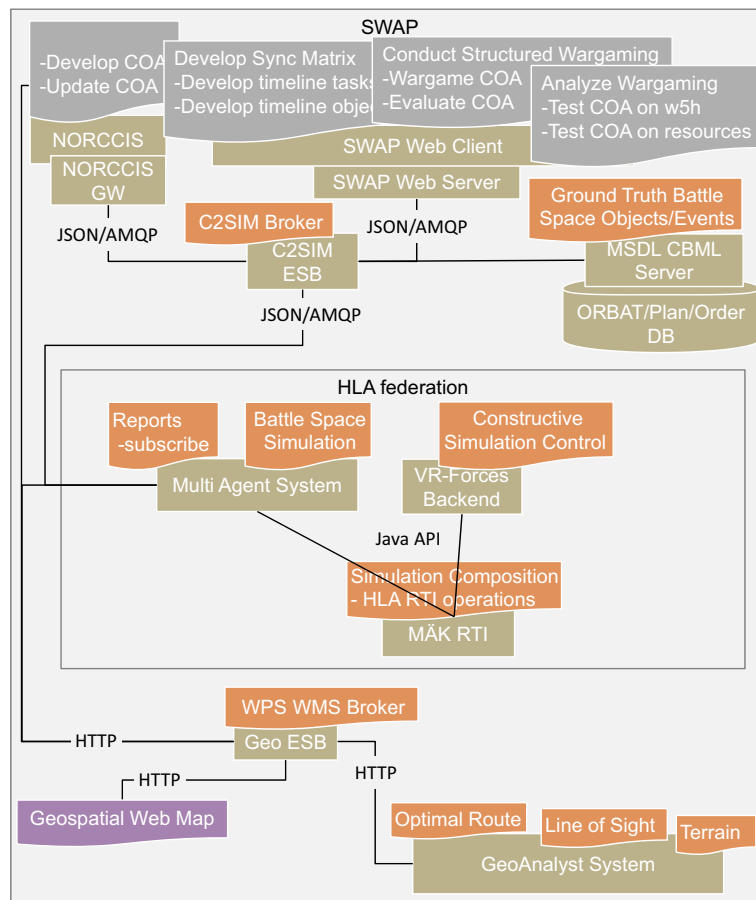 SWAP
-Develop COA
-Update COA
Develop Sync Matrix
-Develop timeline tasks
-Develop timeline obje
Conduct Structured Wargaming
-Wargame COA
-Evaluate COA
Analyze Wargaming
-Test COA on w5h
-Test COA on resources
NORCCIS
NORCCIS
GW
SWAP Web Client
SWAP Web Server
JSON/AMQP
C2SIM Broker
C2SIM
ESB
JSON/AMQP
Ground Truth Battle
Space Objects/Events
MSDL CBML
Server
ORBAT/Plan/Order
DB
JSON/AMQP
HLA federation
Reports
-subscribe
Battle Space
Simulation
Multi Agent System
Constructive
Simulation Control
VR-Forces
Backend
Java API
Simulation Composition
- HLA RTI operations
MÄK RTI
WPS WMS Broker
Geo ESB
HTTP
HTTP
HTTP
Geospatial Web Map
Optimal Route
Line of Sight
Terrain
GeoAnalyst System